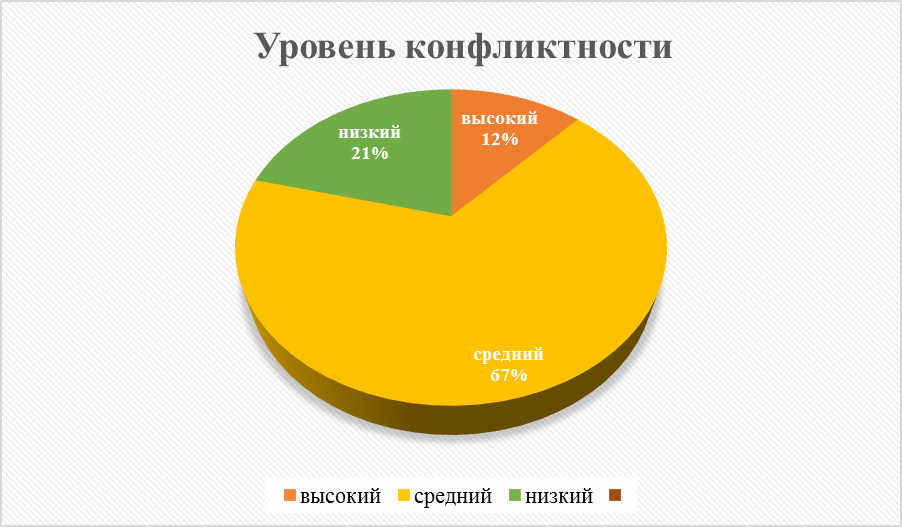 Уровень конфликтности
высокий
12%
низкий
21%
средний
67%
высокий средний низкий